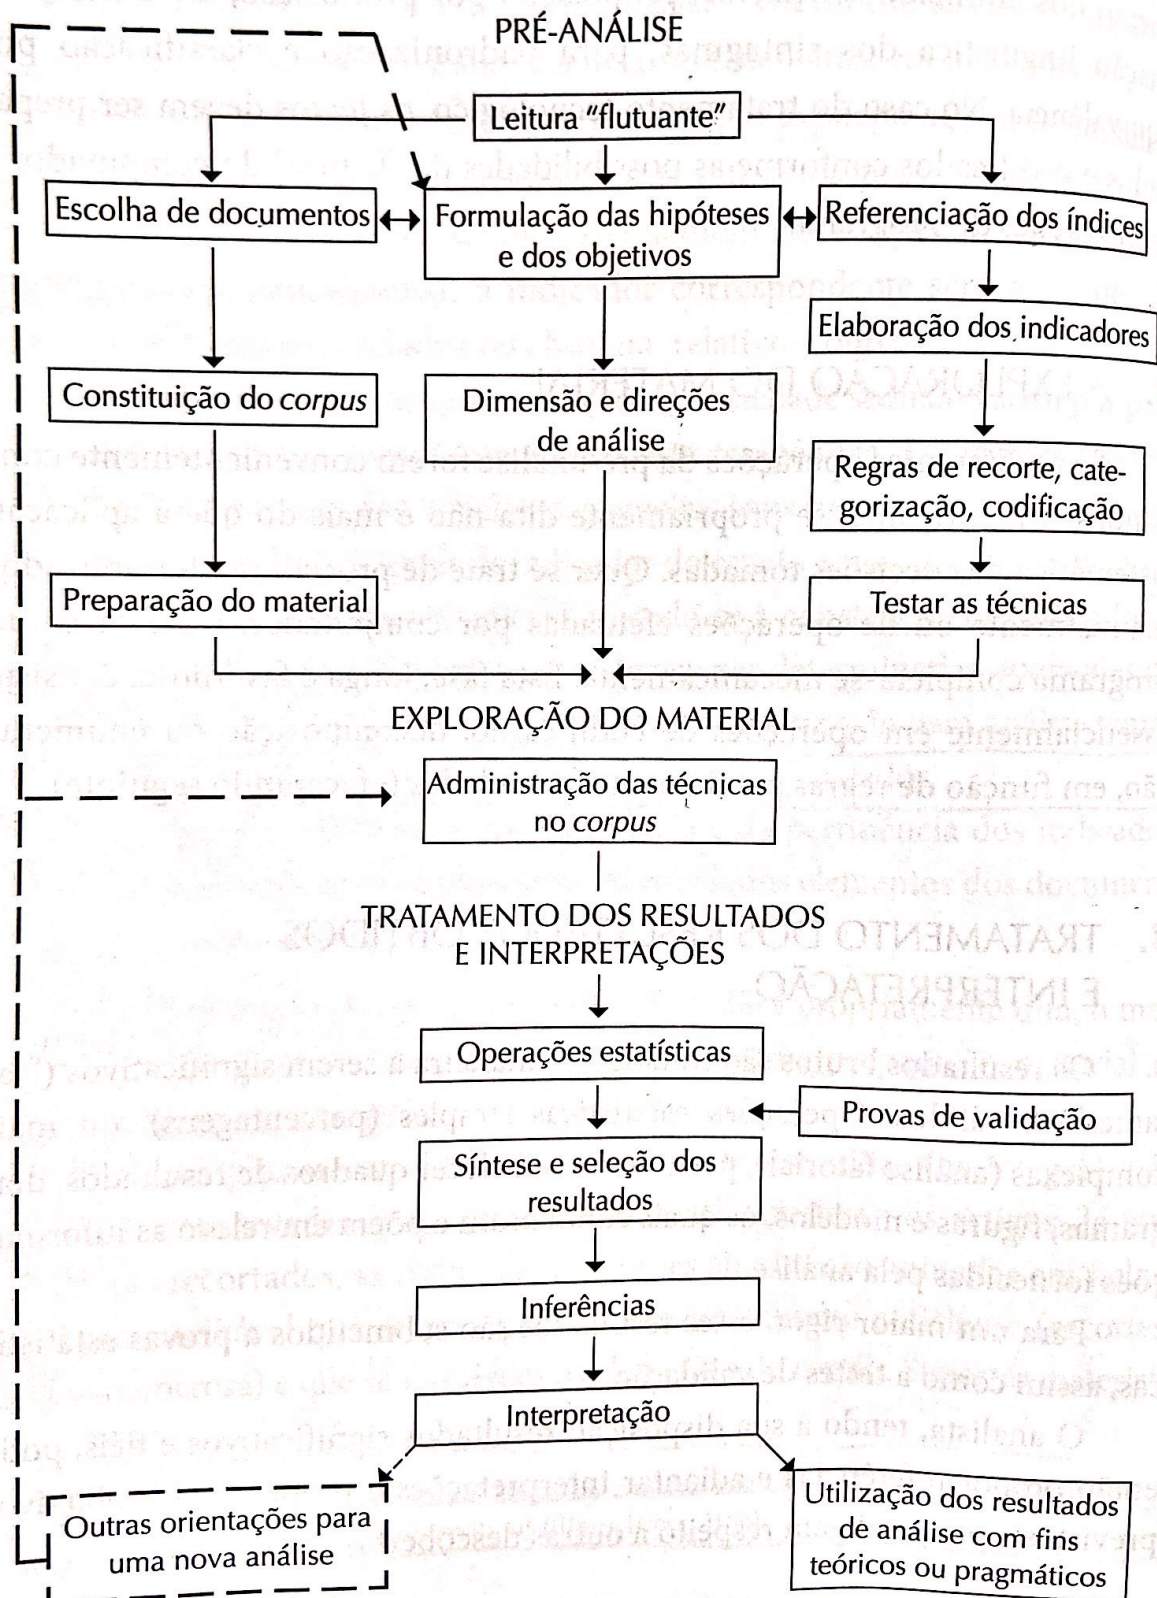 PRÉ-ANÁLISE
Leitura “flutuante”
Escolha de documentos
Formulação das hipóteses
e dos objetivos
Referenciação dos índices
Elaboração dos indicadores
Constituição do corpus
Dimensão e direções
de análise
Regras de recorte, cate-
gorização, codificação
Preparação do material
Testar as técnicas
EXPLORAÇÃO DO MATERIAL
Administração das técnicas
no corpus
TRATAMENTO DOS RESULTADOS
E INTERPRETAÇÕES
Operações estatísticas
Provas de validação
Síntese e seleção dos
resultados
Inferências
Interpretação
Outras orientações para
uma nova análise
Utilização dos resultados
de análise com fins
teóricos ou pragmáticos